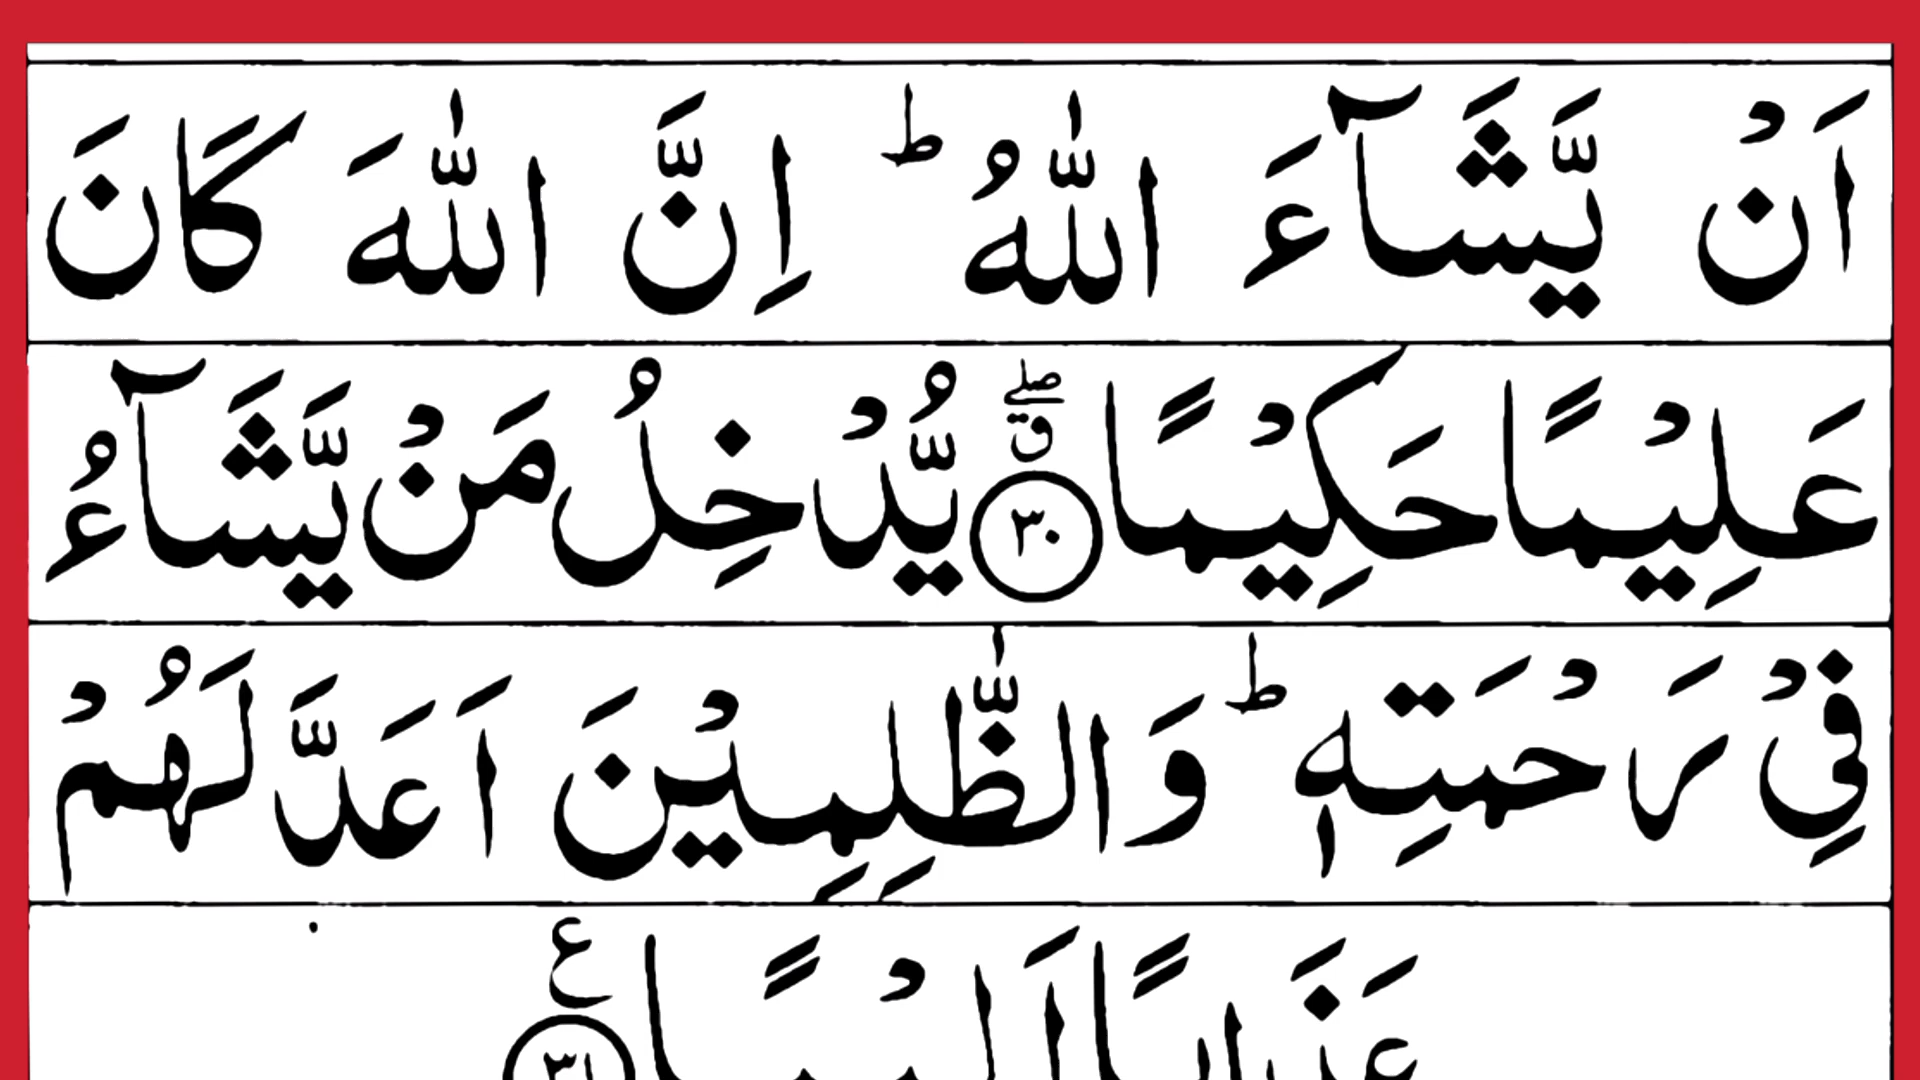 اَنْ يَّشَآءَ اللّٰهُ ؕ اِنَّ اللّٰهَ كَانَ
عَلِيْمًا حَكِيْمًا ۖۗ ﴿۳۰﴾ يُّدْخِلُ مَنْ يَّشَآءُ
فِيْ رَحْمَتِهٖ ؕ وَالظّٰلِمِيْنَ اَعَدَّ لَهُمْ
عَذَابًا اَلِيْمًا ﴿۳۱﴾ ع